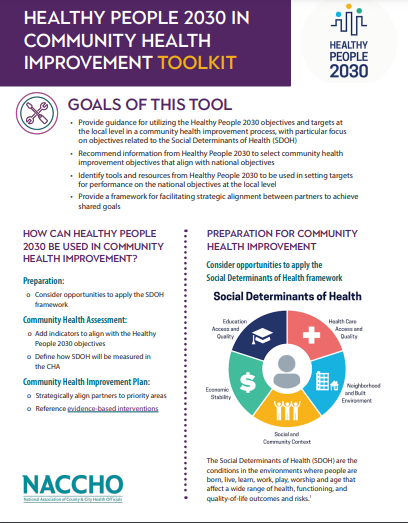 HEALTHY PEOPLE 2030 IN
COMMUNITY HEALTH
IMPROVEMENT TOOLKIT
HEALTHY
PEOPLE
2030
GOALS OF THIS TOOL
• Provide guidance for utilizing the Healthy People 2030 objectives and targets at
the local level in a community health improvement process, with particular focus
on objectives related to the Social Determinants of Health (SDOH)
• Recommend information from Healthy People 2030 to select community health
improvement objectives that align with national objectives
• Identify tools and resources from Healthy People 2030 to be used in setting targets
for performance on the national objectives at the local level
• Provide a framework for facilitating strategic alignment between partners to achieve
shared goals
HOW CAN HEALTHY PEOPLE
2030 BE USED IN COMMUNITY
HEALTH IMPROVEMENT?
Preparation:
o Consider opportunities to apply the SDOH
framework
Community Health Assessment:
o Add indicators to align with the Healthy
People 2030 objectives
o Define how SDOH will be measured in
the CHA
Community Health Improvement Plan:
o Strategically align partners to priority areas
o Reference evidence-based interventions
NACCHO
National Association of County & City Health Officials
PREPARATION FOR COMMUNITY
HEALTH IMPROVEMENT
Consider opportunities to apply the
Social Determinants of Health framework
Social Determinants of Health
Education
Access and
Quality
Health Care
Access and
Quality
Economic
Stability
Neighborhood
and Built
Environment
Social and
Community Context
The Social Determinants of Health (SDOH) are the
conditions in the environments where people are
born, live, learn, work, play, worship and age that
affect a wide range of health, functioning, and
quality-of-life outcomes and risks.¹